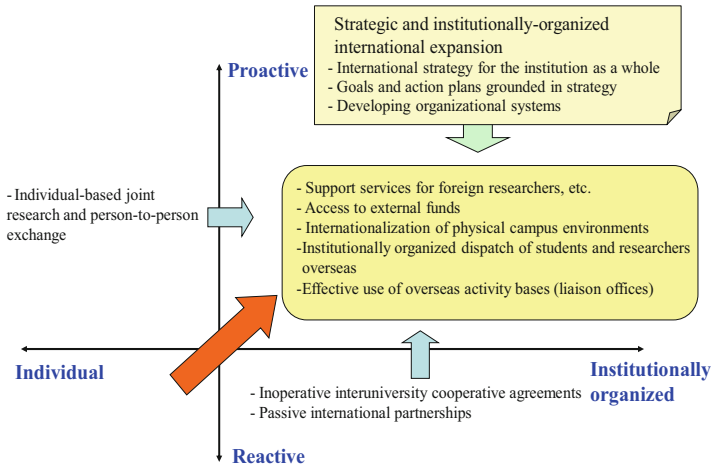 Strategic and institutionally-organized
international expansion
- International strategy for the institution as a whole
- Goals and action plans grounded in strategy
- Developing organizational systems
Proactive
- Individual-based joint
research and person-to-person
exchange
- Support services for foreign researchers, etc.
- Access to external funds
- Internationalization of physical campus environments
-Institutionally organized dispatch of students and researchers
overseas
-Effective use of overseas activity bases (liaison offices)
Individual
Institutionally
organized
- Inoperative interuniversity cooperative agreements
- Passive international partnerships
Reactive